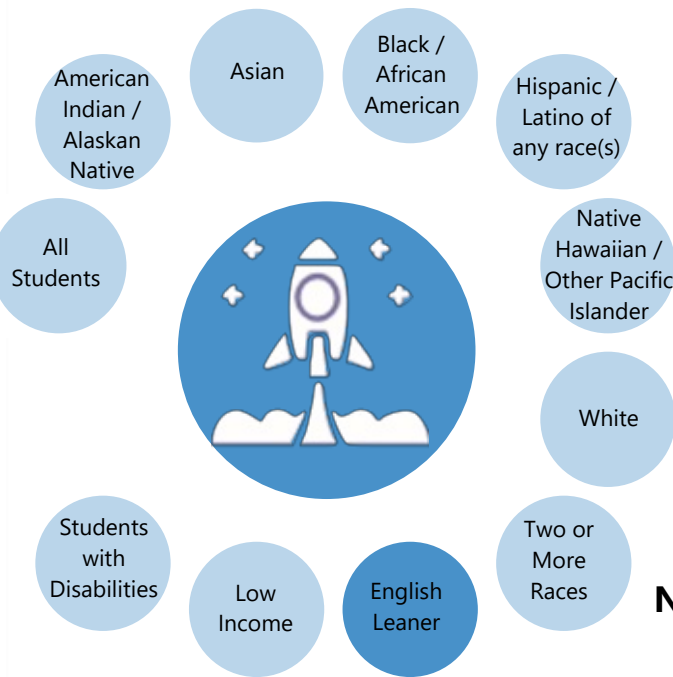 American
Indian /
Alaskan
Native
Asian
Black /
African
American
Hispanic /
Latino of
any race(s)
All
Students
Native
Hawaiian /
Other Pacific
Islander
White
Students
with
Disabilities
Low
Income
English
Leaner
Two or
More
Races
N